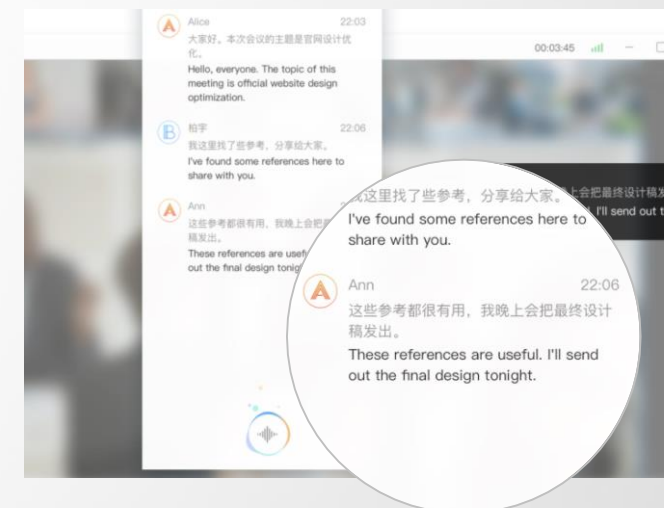 Alice 22:03
大家好。本次会议的主题是官网设计优
化。
Hello, everyone. The topic of this
meeting is official website design
optimization.
柏宇 22:06
我这里找了些参考，分享给大家。
I've found some references here to
share with you.
Ann
这些参考都很有用，我晚上会把
稿发出。
These references are
out the final design
00:03:45
上会把最终设计稿发
I'll send out
这里找了些参考，分享给大家。
I've found some references here to
share with you.
A
Ann 22:06
这些参考都很有用，我晚上会把最终设计
稿发出。
These references are useful. I'll send
out the final design tonight.